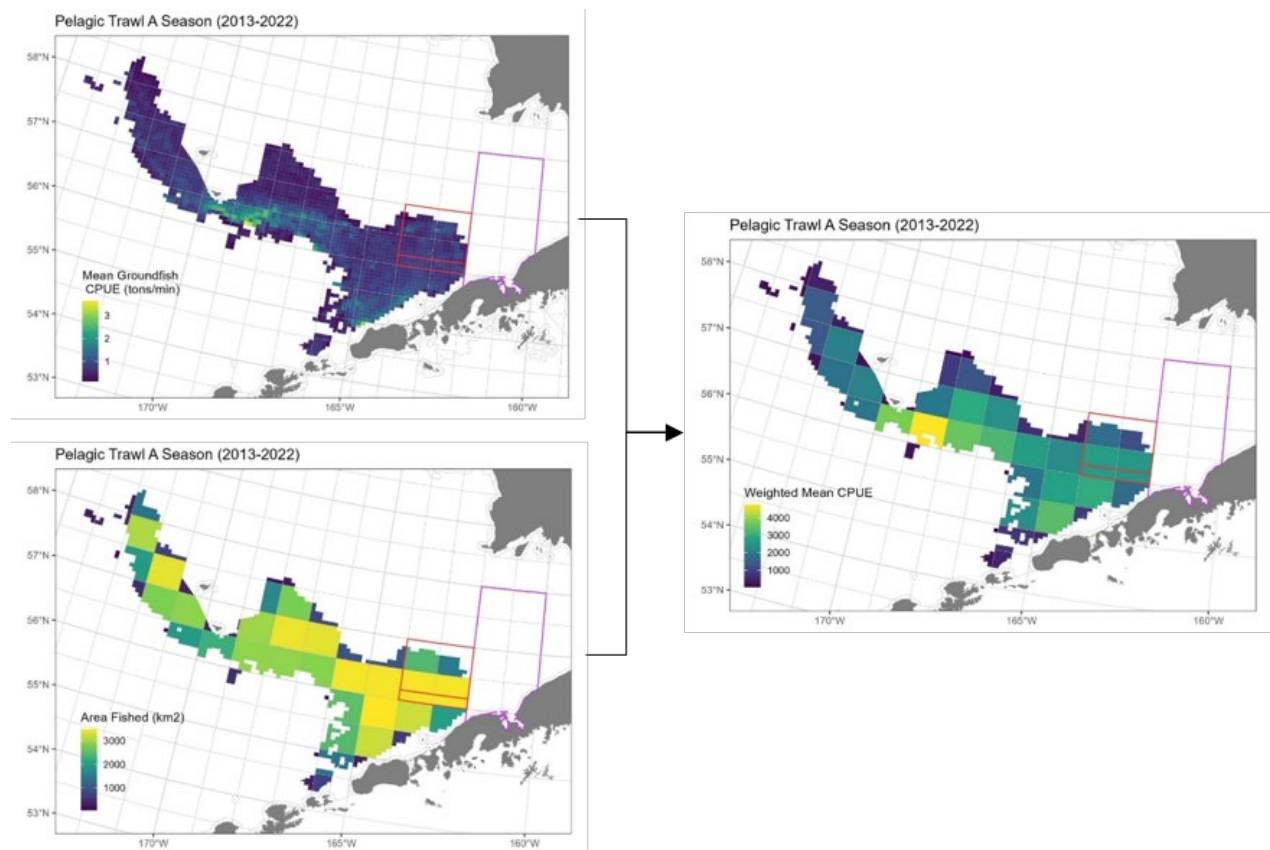 Pelagic Trawl A Season (2013-2022)
58°N
57°N
56°N
55°N
54°N
53°N
Mean Groundfish
CPUE (tons/min)
3
2
1
170°W
165°W
160°W
Pelagic Trawl A Season (2013-2022)
58°N
57°N
56°N
55°N
54°N
53°N
Area Fished (km2)
3000
2000
1000
170°W
165°W
160°W
Pelagic Trawl A Season (2013-2022)
58°N
57°N
56°N
55°N
54°N
53°N
Weighted Mean CPUE
4000
3000
2000
1000
170°W
165°W
160°W